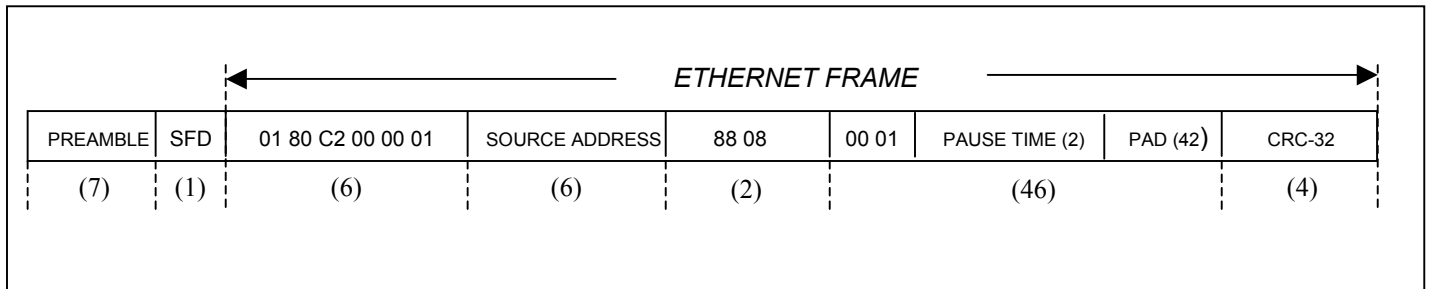 ETHERNET FRAME
PREAMBLE SFD 01 80 C2 00 00 01 SOURCE ADDRESS 88 08 00 01 PAUSE TIME (2) PAD (42) CRC-32
(7) (1) (6) (6) (2) (46) (4)